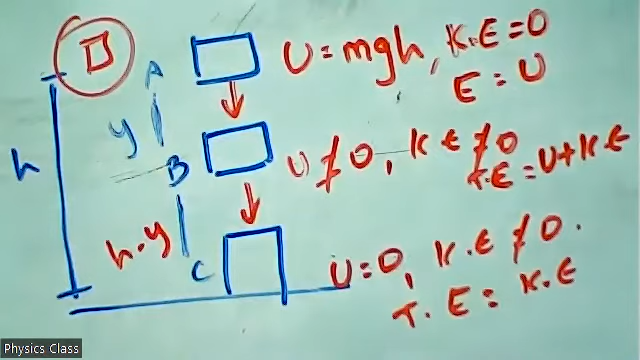 D
A
U = mgh, K.E = 0
E = U
h
y
B
U ≠ 0, K E ≠ 0
T.E = U + K E
h-y
C
U = 0, K.E ≠ 0.
T. E = K.E
Physics Class